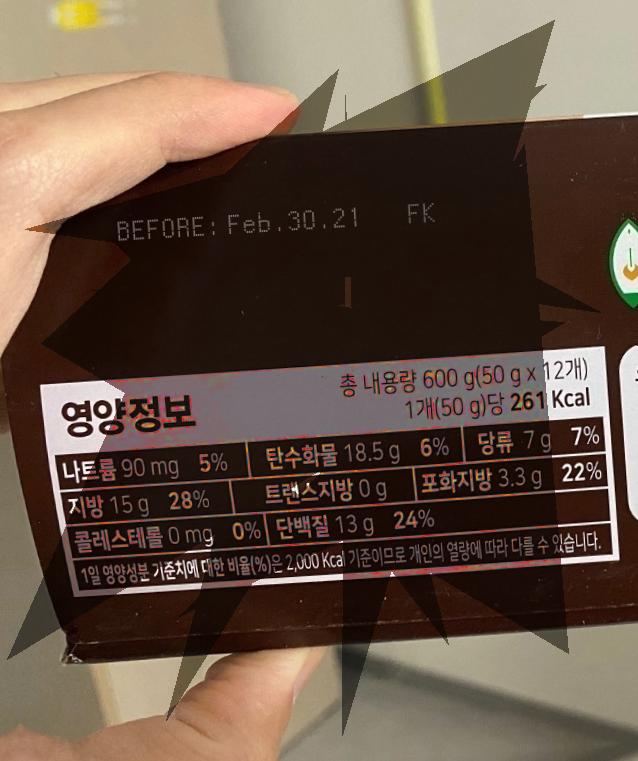 BEFORE: Feb.30.21 FK
영양정보
총 내용량 600 g(50 g x 12개)
1개(50 g)당 261 Kcal
나트륨 90 mg 5% 탄수화물 18.5 g 6% 당류 7 g 7%
지방 15 g 28% 트랜스지방 0 g 포화지방 3.3 g 22%
콜레스테롤 0 mg 0% 단백질 13 g 24%
1일 영양성분 기준치에 대한 비율(%)은 2,000 Kcal 기준이므로 개인의 열량에 따라 다를 수 있습니다.